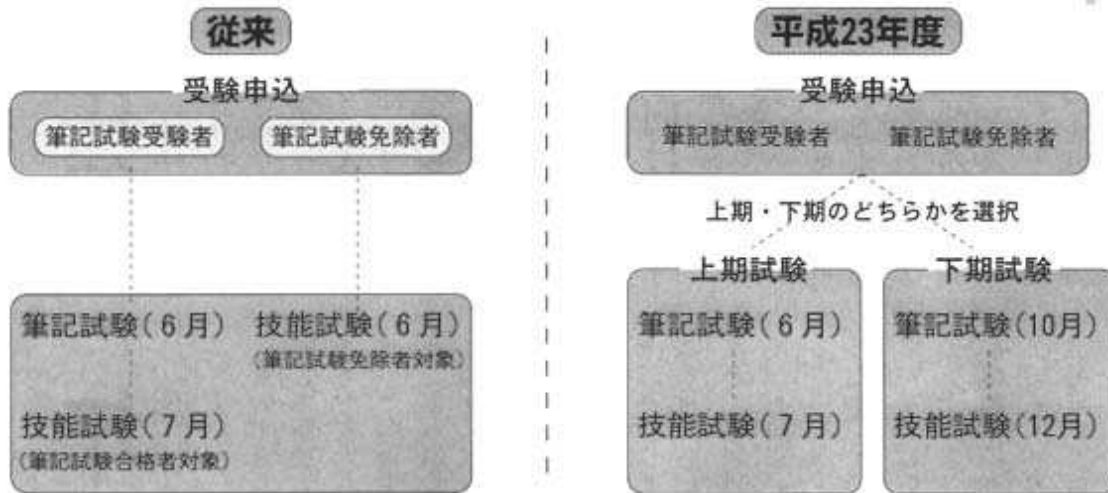 従来
受験申込
筆記試験受験者 筆記試験免除者
筆記試験(6月) 技能試験(6月)
(筆記試験免除者対象)
技能試験(7月)
(筆記試験合格者対象)
平成23年度
受験申込
筆記試験受験者 筆記試験免除者
上期・下期のどちらかを選択
上期試験 下期試験
筆記試験(6月) 筆記試験(10月)
技能試験(7月) 技能試験(12月)